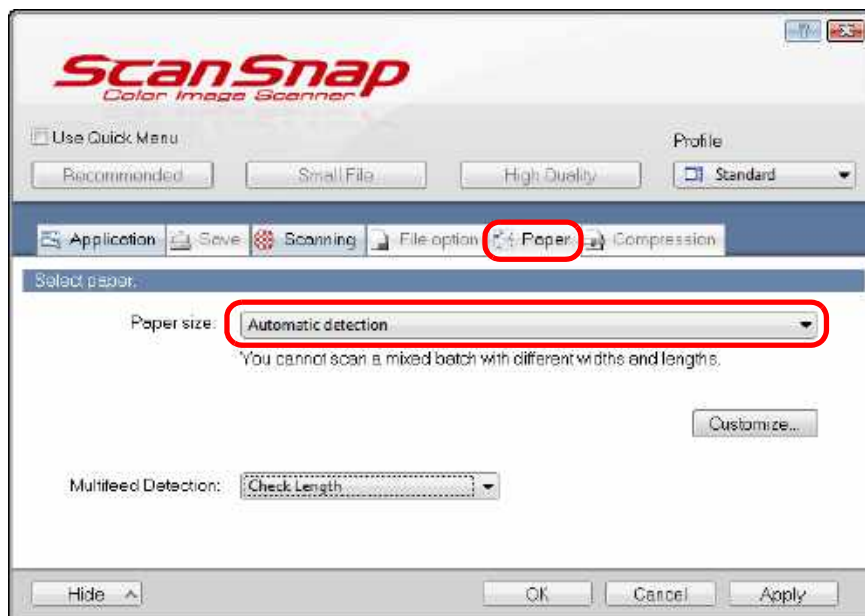 ScanSnap
Color Image Scanner
Use Quick Menu
Profile
Recommended Small File High Quality Standard
Application Save Scanning File option Paper Compression
Select paper.
Paper size: Automatic detection
You cannot scan a mixed batch with different widths and lengths.
Customize...
Multifeed Detection: Check Length
Hide OK Cancel Apply